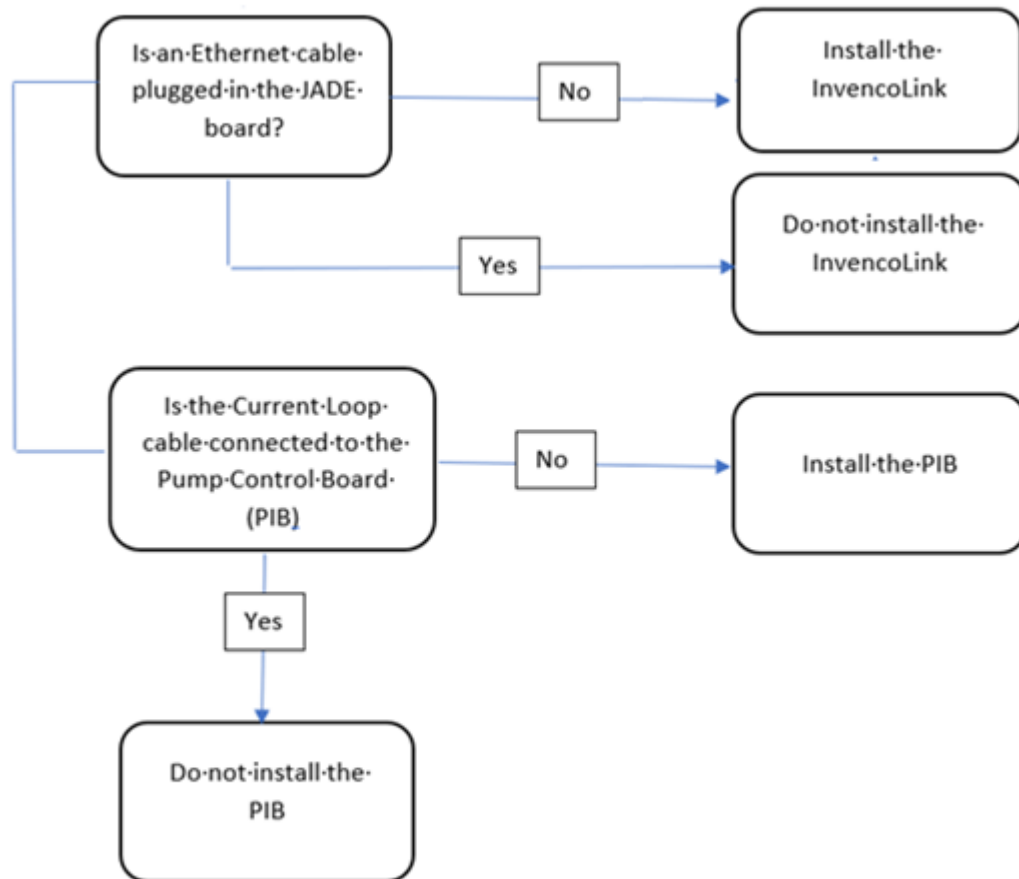 Is·an·Ethernet·cable·
plugged·in·the·JADE·
board?
No
Install·the·
InvencoLink
Yes
Do·not·install·the·
InvencoLink
Is·the·Current·Loop·
cable·connected·to·the·
Pump·Control·Board·
(PIB)
No
Install·the·PIB
Yes
Do·not·install·the·
PIB